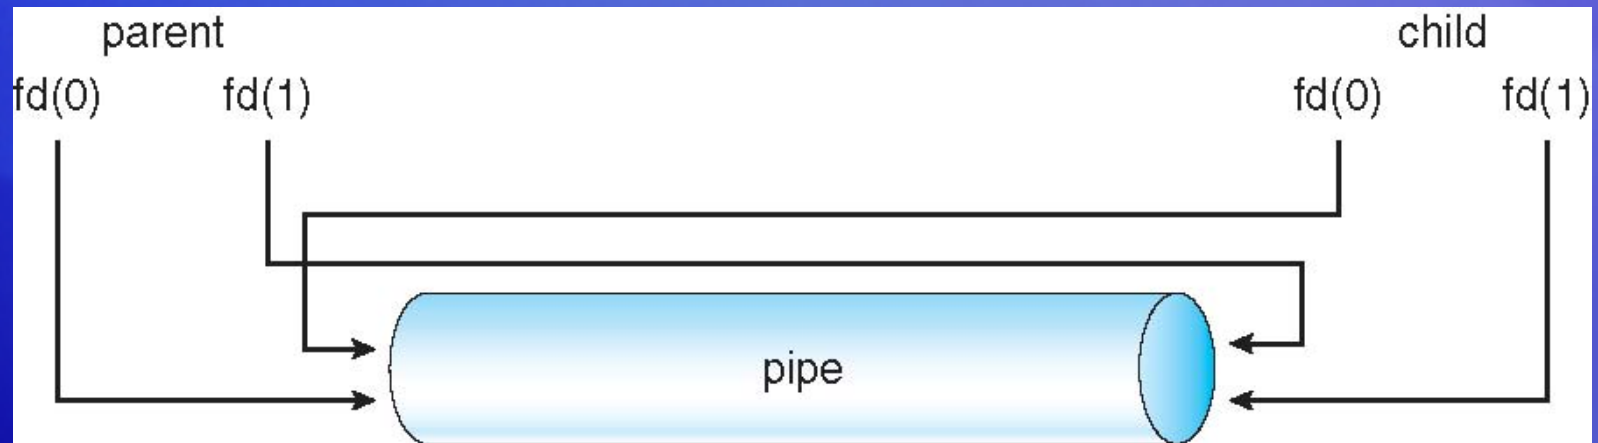 parent child
fd(0) fd(1) fd(0) fd(1)
pipe